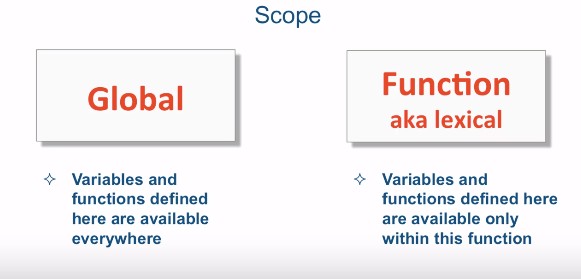 Scope
Global
Variables and
functions defined
here are available
everywhere
Function
aka lexical
Variables and
functions defined here
are available only
within this function